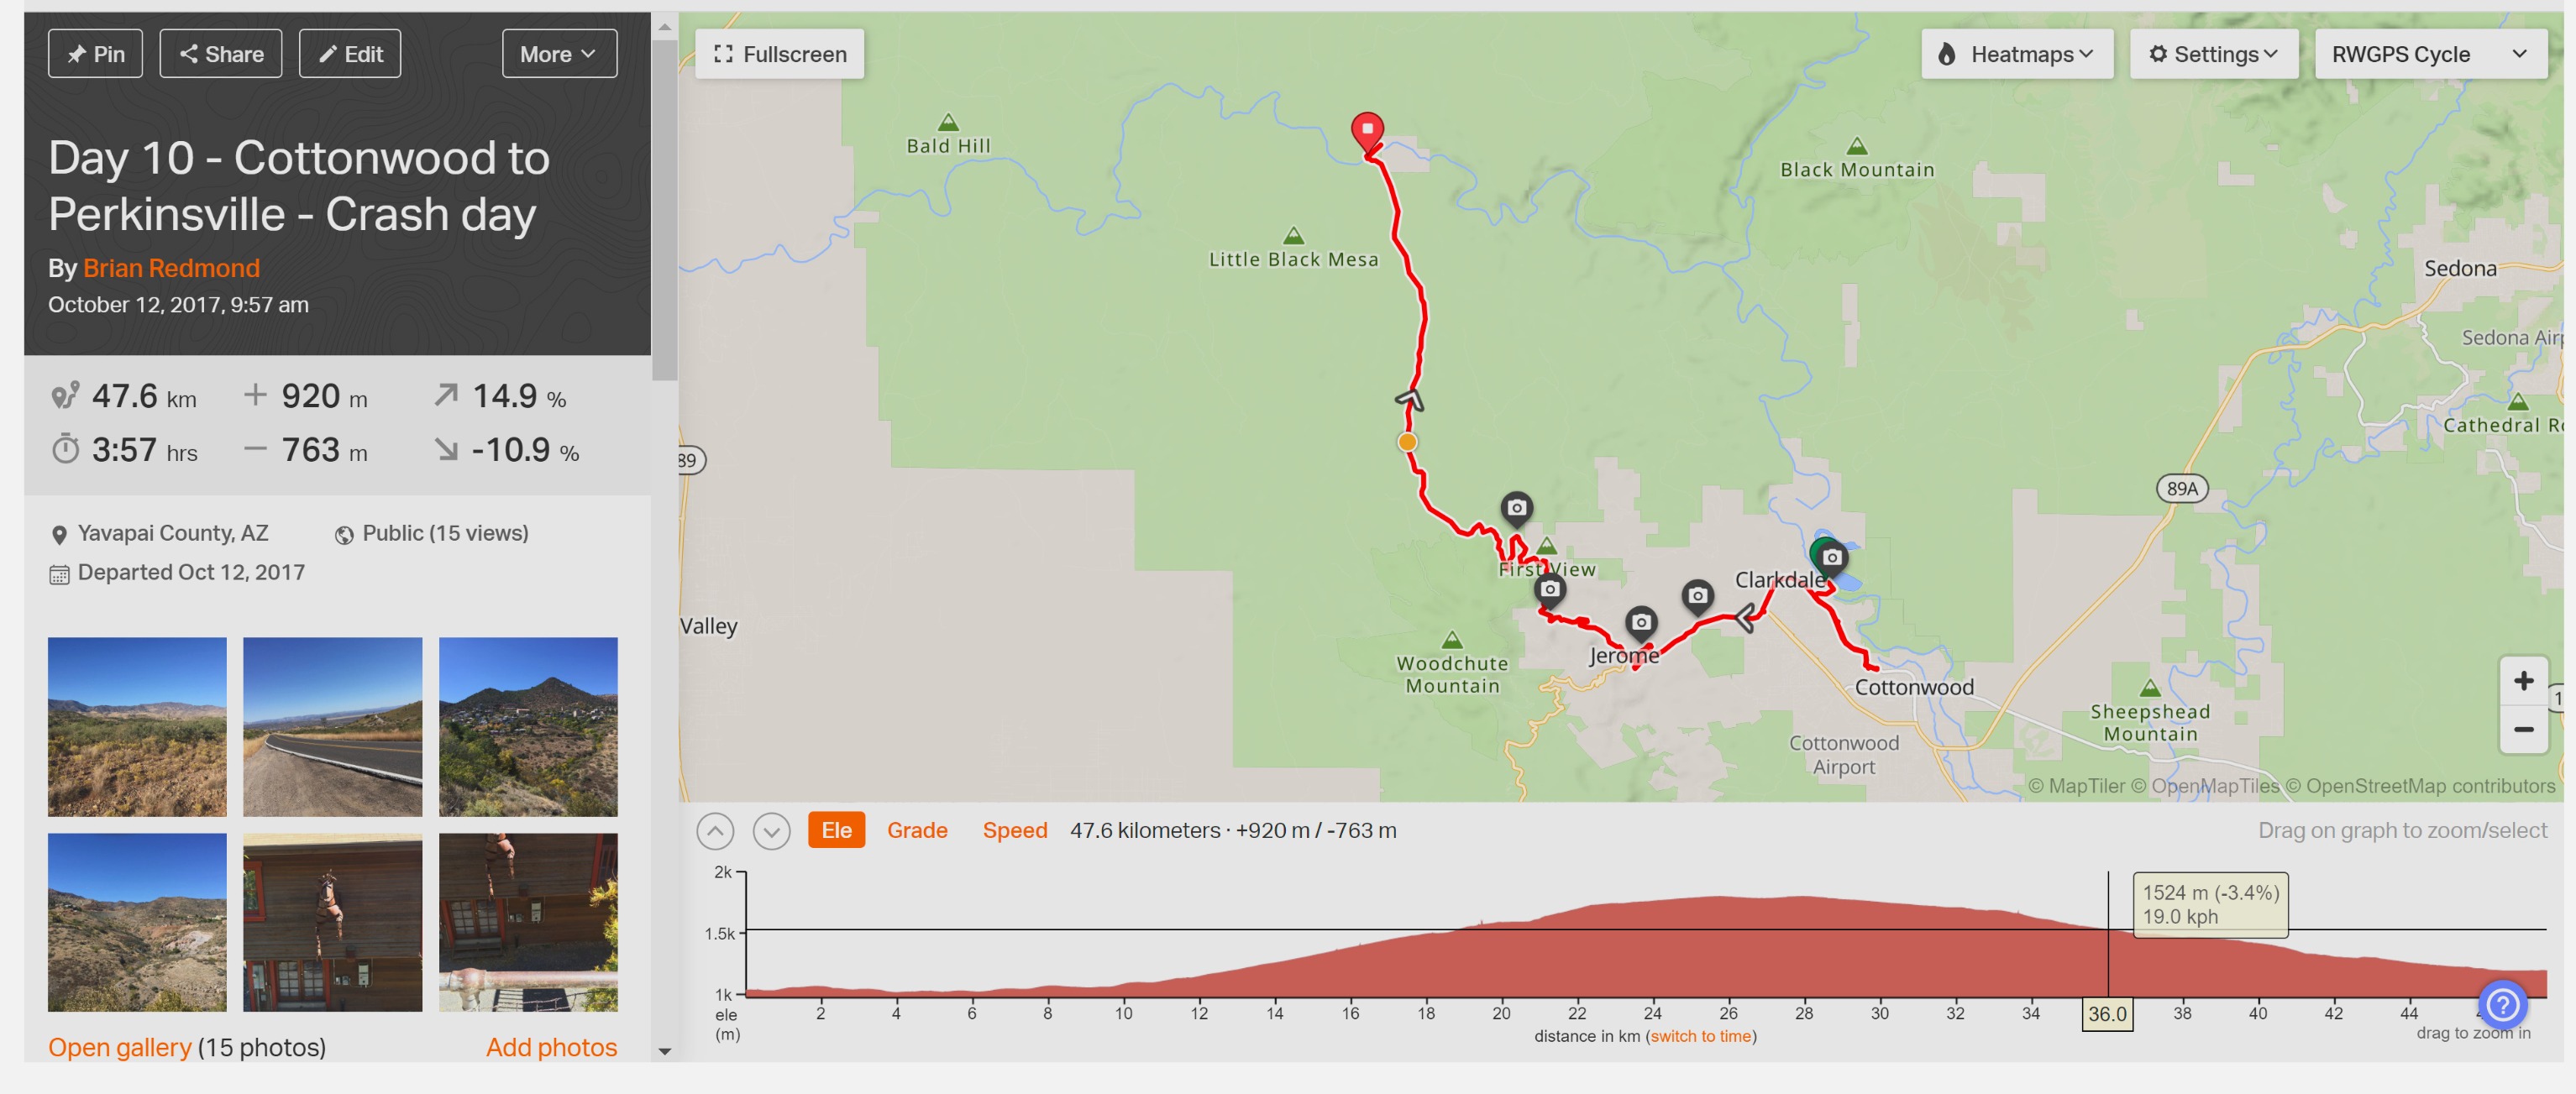 Pin
Share
Edit
More
Day 10 - Cottonwood to
Perkinsville - Crash day
By Brian Redmond
October 12, 2017, 9:57 am
47.6 km
+ 920 m
14.9 %
3:57 hrs
− 763 m
-10.9 %
Yavapai County, AZ
Public (15 views)
Departed Oct 12, 2017
Open gallery (15 photos)
Add photos
Fullscreen
Heatmaps
Settings
RWGPS Cycle
Bald Hill
Black Mountain
Little Black Mesa
Sedona
Sedona Air
Cathedral Ro
89
89A
First View
Clarkdale
Valley
Jerome
Woodchute
Mountain
Cottonwood
Sheepshead
Mountain
Cottonwood
Airport
1
+
−
© MapTiler © OpenMapTiles © OpenStreetMap contributors
Ele
Grade
Speed
47.6 kilometers · +920 m / -763 m
Drag on graph to zoom/select
2k
1.5k
1k
ele
(m)
1524 m (-3.4%)
19.0 kph
2 4 6 8 10 12 14 16 18 20 22 24 26 28 30 32 34 36.0 38 40 42 44
distance in km (switch to time)
drag to zoom in
?